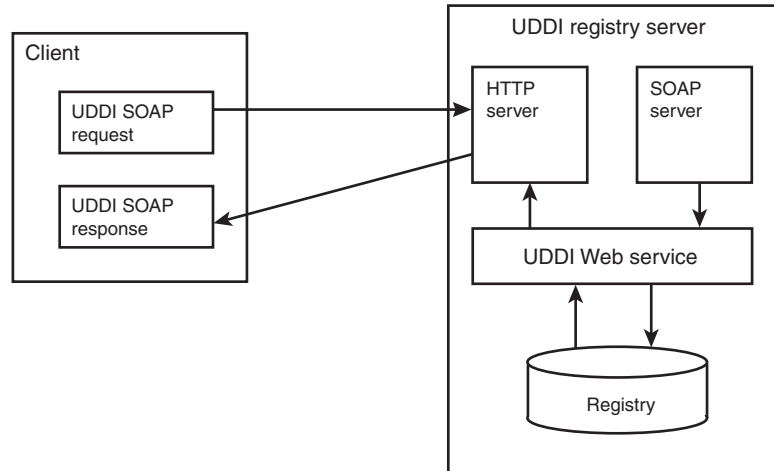 UDDI registry server
Client
UDDI SOAP
request
HTTP
server
SOAP
server
UDDI SOAP
response
UDDI Web service
Registry